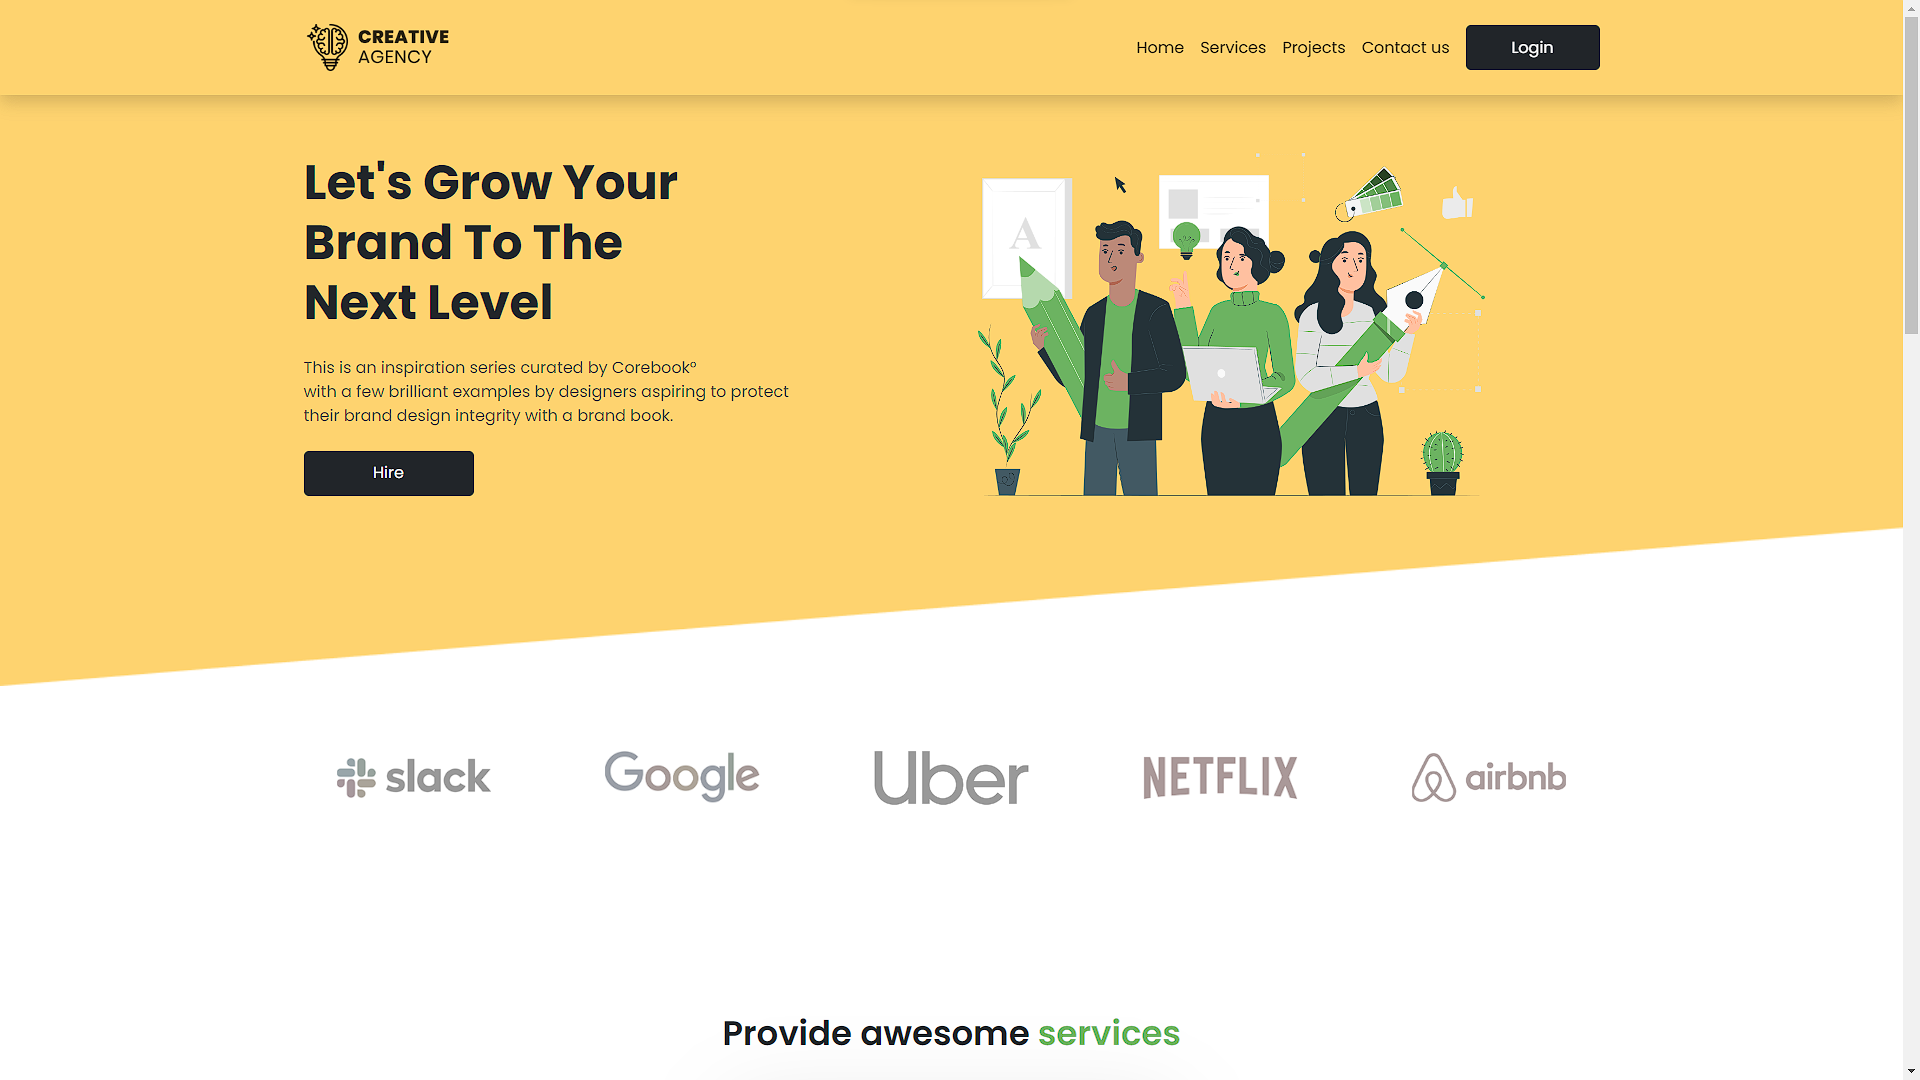 CREATIVE
AGENCY
Home Services Projects Contact us Login
Let's Grow Your
Brand To The
Next Level
This is an inspiration series curated by Corebook°
with a few brilliant examples by designers aspiring to protect
their brand design integrity with a brand book.
Hire
A
slack Google Uber NETFLIX airbnb
Provide awesome services